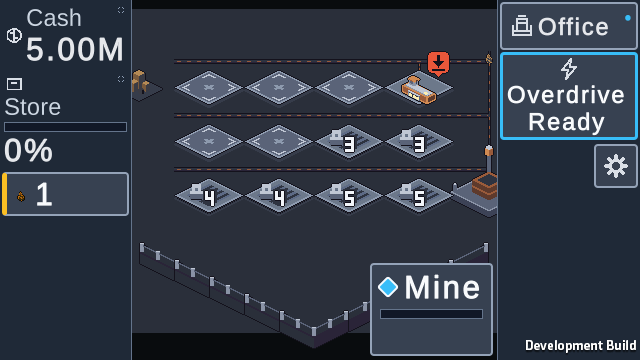 Cash
5.00M
Store
0%
1
3 3
4 4 5 5
Mine
Office
Overdrive
Ready
Development Build